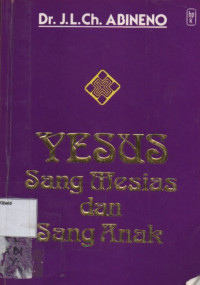 Dr. J.L.Ch. ABINENO
YESUS
Sang Mesias
dan
Sang Anak